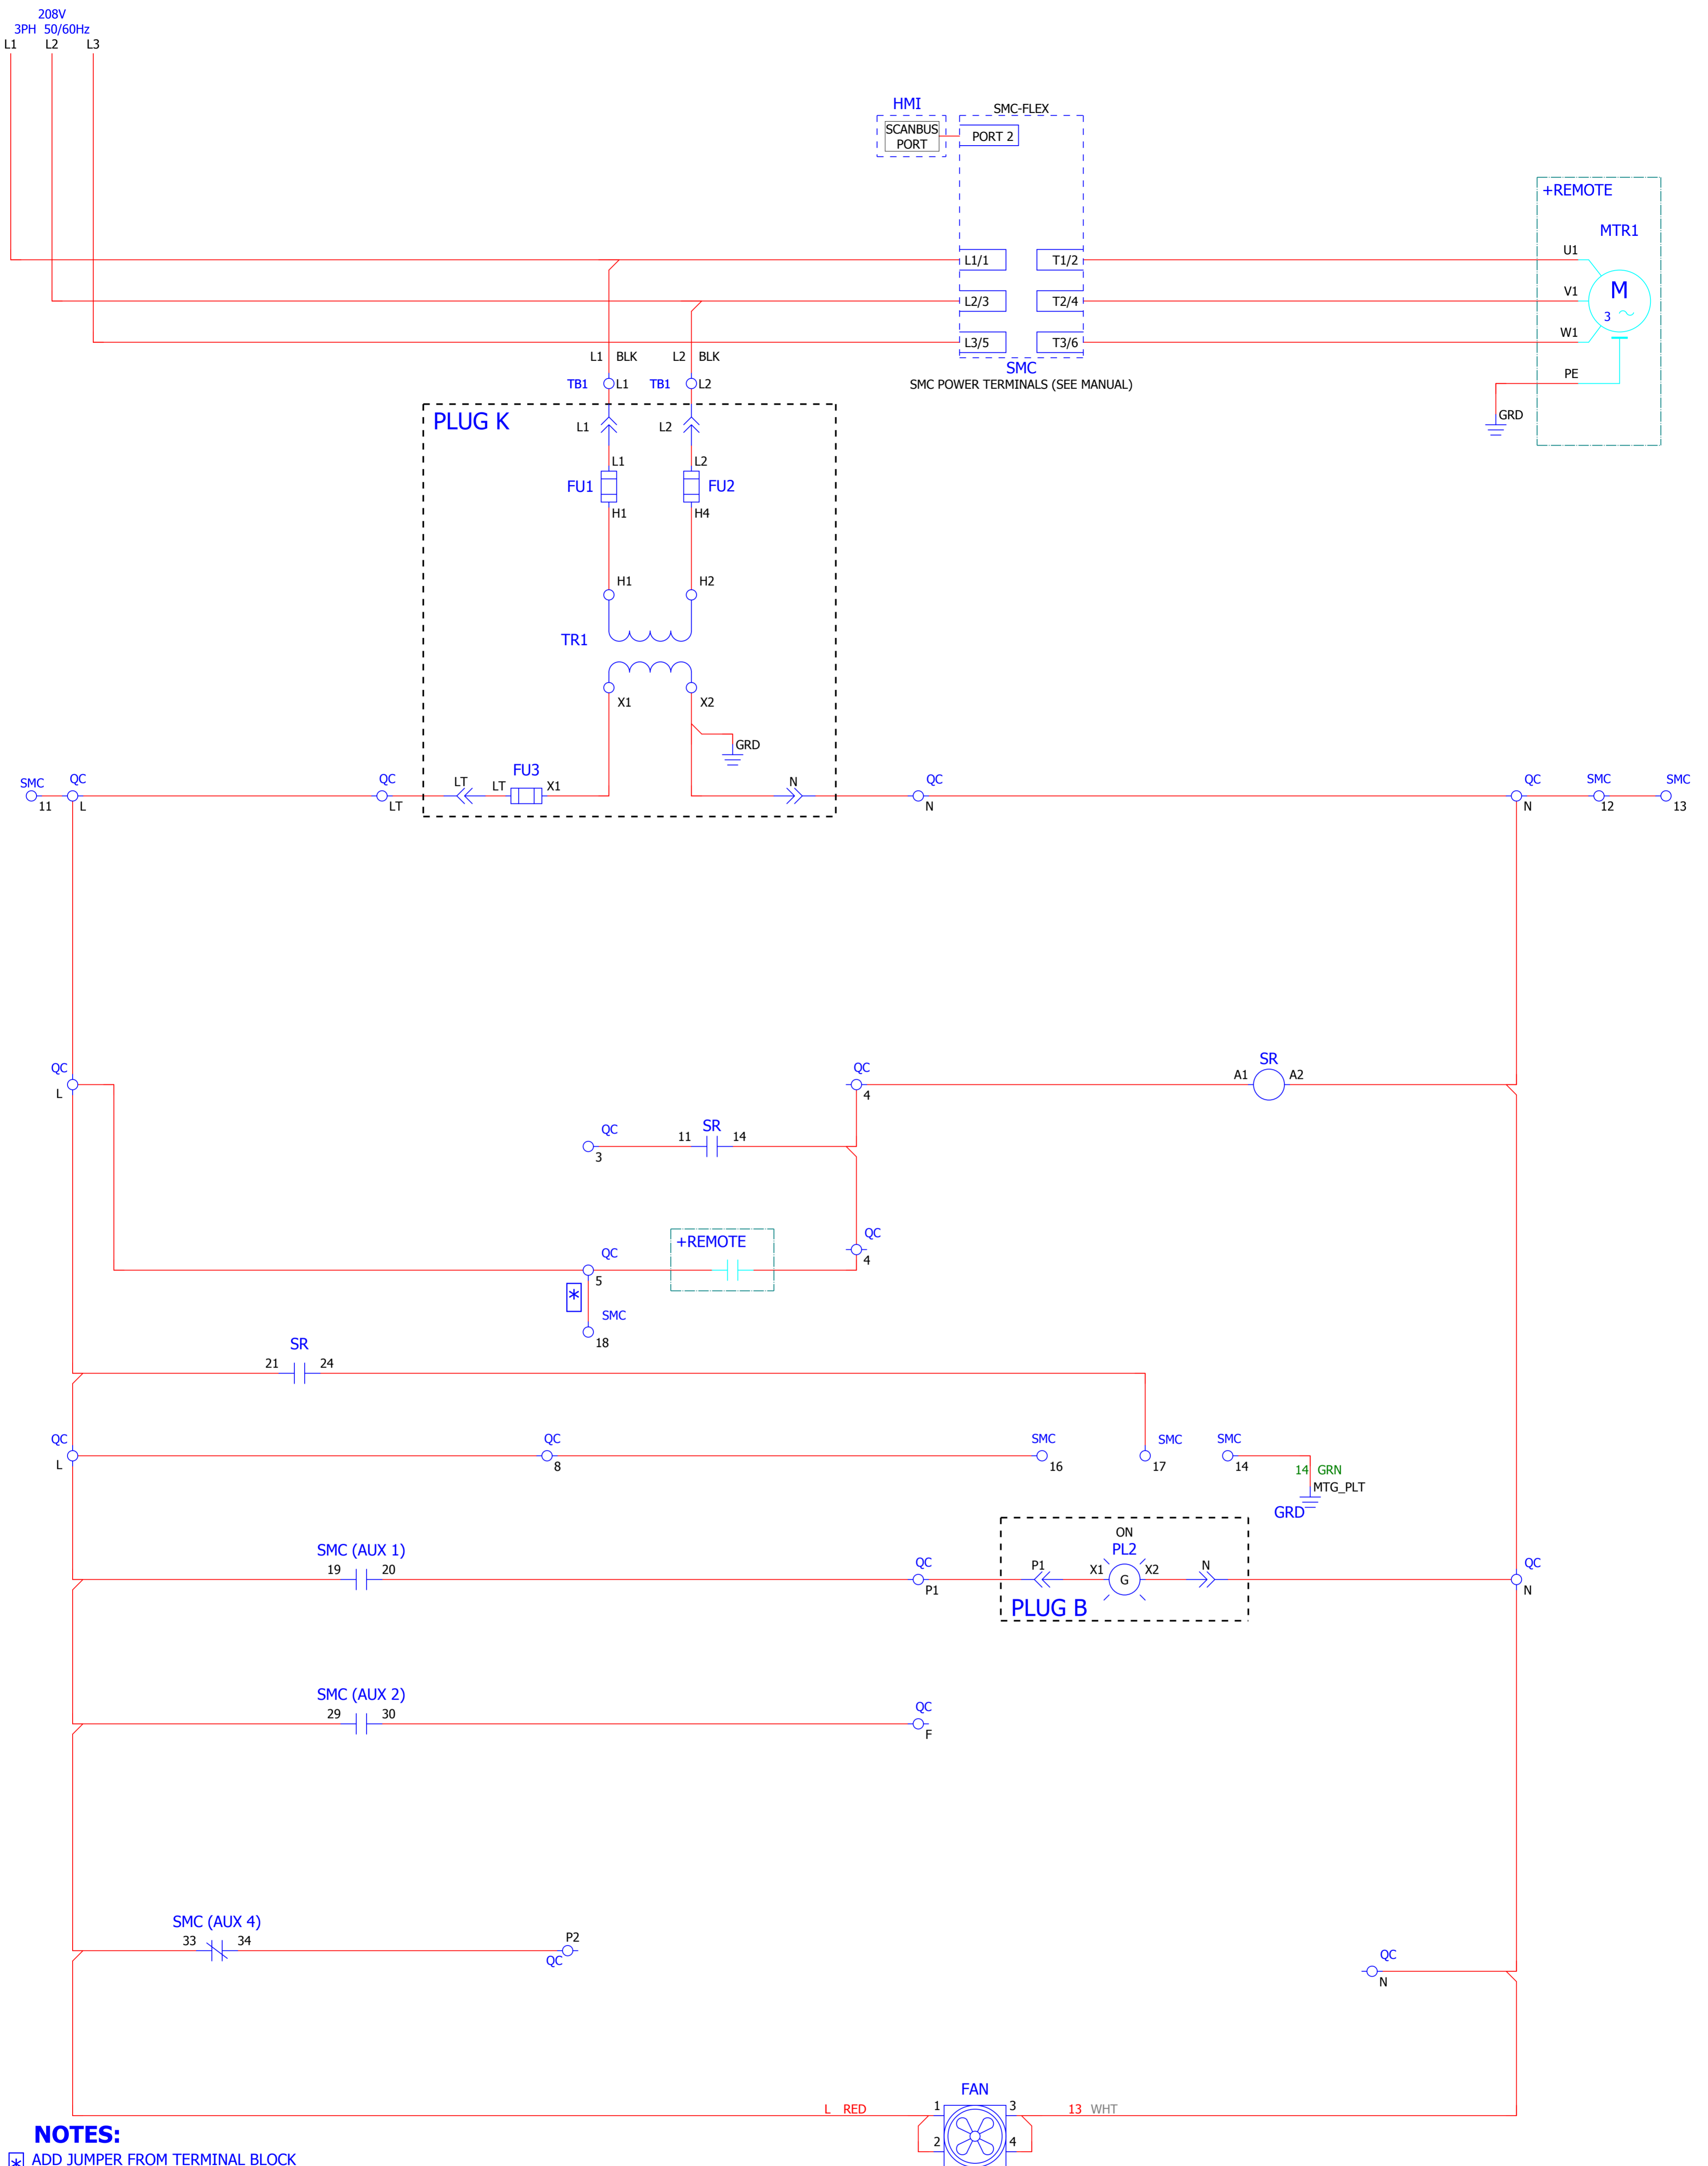 208V
3PH 50/60Hz
L1 L2 L3
HMI
SCANBUS
PORT
SMC-FLEX
PORT 2
+REMOTE
MTR1
L1/1 T1/2 U1
L2/3 T2/4 V1
M
3
L3/5 T3/6 W1
L1 BLK L2 BLK
SMC
SMC POWER TERMINALS (SEE MANUAL)
TB1 L1 TB1 L2
PE
GRD
PLUG K
L1 L2
L1 L2
FU1 FU2
H1 H4
H1 H2
TR1
X1 X2
GRD
SMC QC QC LT LT FU3 X1 N QC QC SMC SMC
11 L LT N N 12 13
QC QC SR
L 4 A1 A2
QC 11 SR 14
3
+REMOTE
QC
4
QC
5
*
SMC
18
SR
21 24
QC QC SMC SMC SMC
L 8 16 17 14
14 GRN
MTG_PLT
GRD
ON
PL2
SMC (AUX 1)
19 20 QC P1 X1 G X2 N QC
P1 N
PLUG B
SMC (AUX 2)
29 30 QC
F
SMC (AUX 4)
33 34 P2
QC
QC
N
FAN
L RED 1 3 13 WHT
2 4
NOTES:
* ADD JUMPER FROM TERMINAL BLOCK